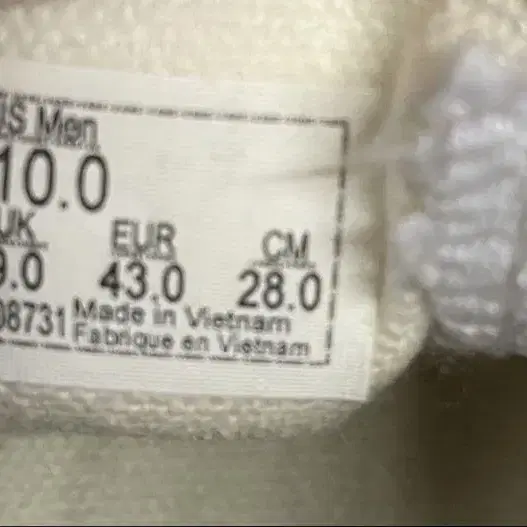 US Men
10.0
UK EUR CM
9.0 43.0 28.0
08731 Made in Vietnam
Fabrique en Vietnam